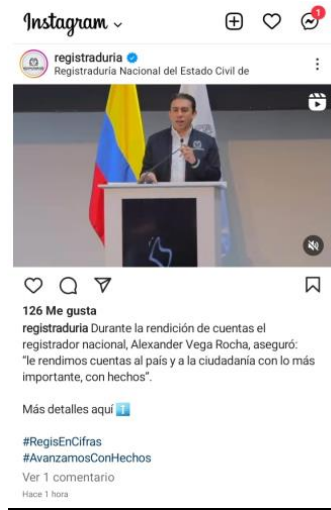 Instagram
1
registraduria
Registraduría Nacional del Estado Civil de
126 Me gusta
registraduria Durante la rendición de cuentas el
registrador nacional, Alexander Vega Rocha, aseguró:
"le rendimos cuentas al país y a la ciudadanía con lo más
importante, con hechos".
Más detalles aquí
#RegisEnCifras
#AvanzamosConHechos
Ver 1 comentario
Hace 1 hora